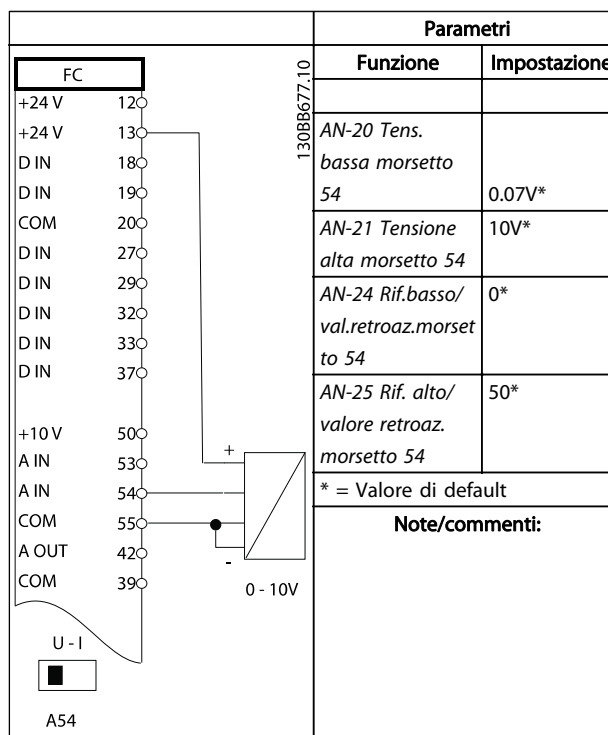 FC
+24 V 12
+24 V 13
D IN 18
D IN 19
COM 20
D IN 27
D IN 29
D IN 32
D IN 33
D IN 37
+10 V 50
A IN 53
A IN 54
COM 55
A OUT 42
COM 39
+
-
0 - 10V
U - I
A54
130BB677.10
Parametri
Funzione Impostazione
AN-20 Tens.
bassa morsetto
54 0.07V*
AN-21 Tensione 10V*
alta morsetto 54
AN-24 Rif.basso/ 0*
val.retroaz.morset
to 54
AN-25 Rif. alto/ 50*
valore retroaz.
morsetto 54
* = Valore di default
Note/commenti: